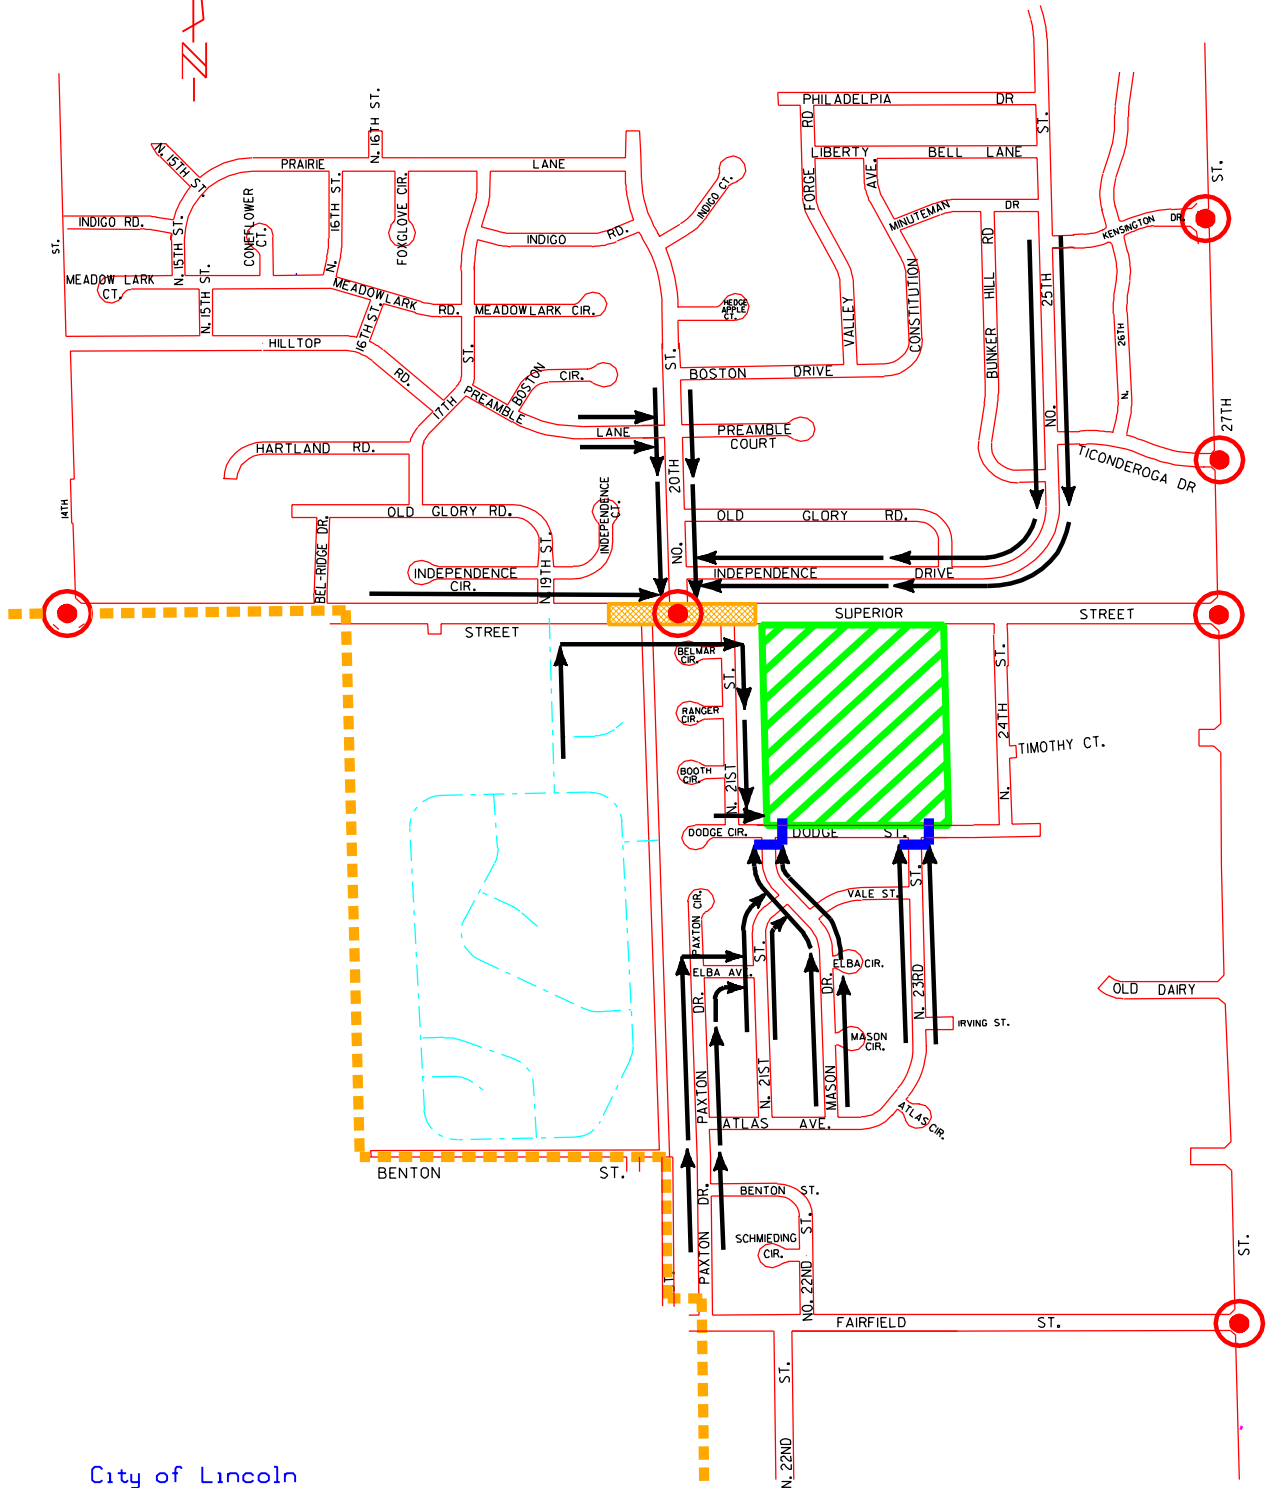 N
PHILADELPIA DR
RD
ST.
N. 16TH ST.
N. 15TH ST.
PRAIRIE LANE
LIBERTY BELL LANE
AVE.
FORGE
ST.
INDIGO CT.
16TH ST.
N.
FOXGLOVE CIR.
CONEFLOWER
CT.
MINUTEMAN DR
KENSINGTON DR.
INDIGO RD.
N. 15TH ST.
INDIGO RD.
RD
ST.
MEADOW LARK
CT.
N. 15TH ST.
MEADOWLARK RD.
MEADOWLARK CIR.
HEDGE
APPLE
CT.
VALLEY
CONSTITUTION
HILL
BUNKER
25TH
NO.
26TH
N.
16TH ST.
HILLTOP RD.
ST.
17TH
ST.
BOSTON CIR.
BOSTON DRIVE
PREAMBLE LANE
PREAMBLE
COURT
27TH
HARTLAND RD.
20TH
NO.
TICONDEROGA DR
14TH
INDEPENDENCE
CT.
OLD GLORY RD.
OLD GLORY RD.
BEL-RIDGE DR.
N. 19TH ST.
INDEPENDENCE
CIR.
INDEPENDENCE DRIVE
SUPERIOR STREET
STREET
BELMAR
CIR.
ST.
ST.
RANGER
CIR.
24TH
TIMOTHY CT.
BOOTH
CIR.
N. 21ST
N.
DODGE CIR.
DODGE ST.
ST.
VALE ST.
PAXTON CIR.
ST.
ELBA CIR.
ELBA AVE.
DR.
DR.
N. 23RD
OLD DAIRY
IRVING ST.
MASON
CIR.
N. 21ST
PAXTON
MASON
ATLAS AVE.
ATLAS CIR.
BENTON ST.
DR.
BENTON ST.
ST.
SCHMIEDING
CIR.
PAXTON
ST.
NO. 22ND
FAIRFIELD ST.
ST.
N. 22ND
City of Lincoln